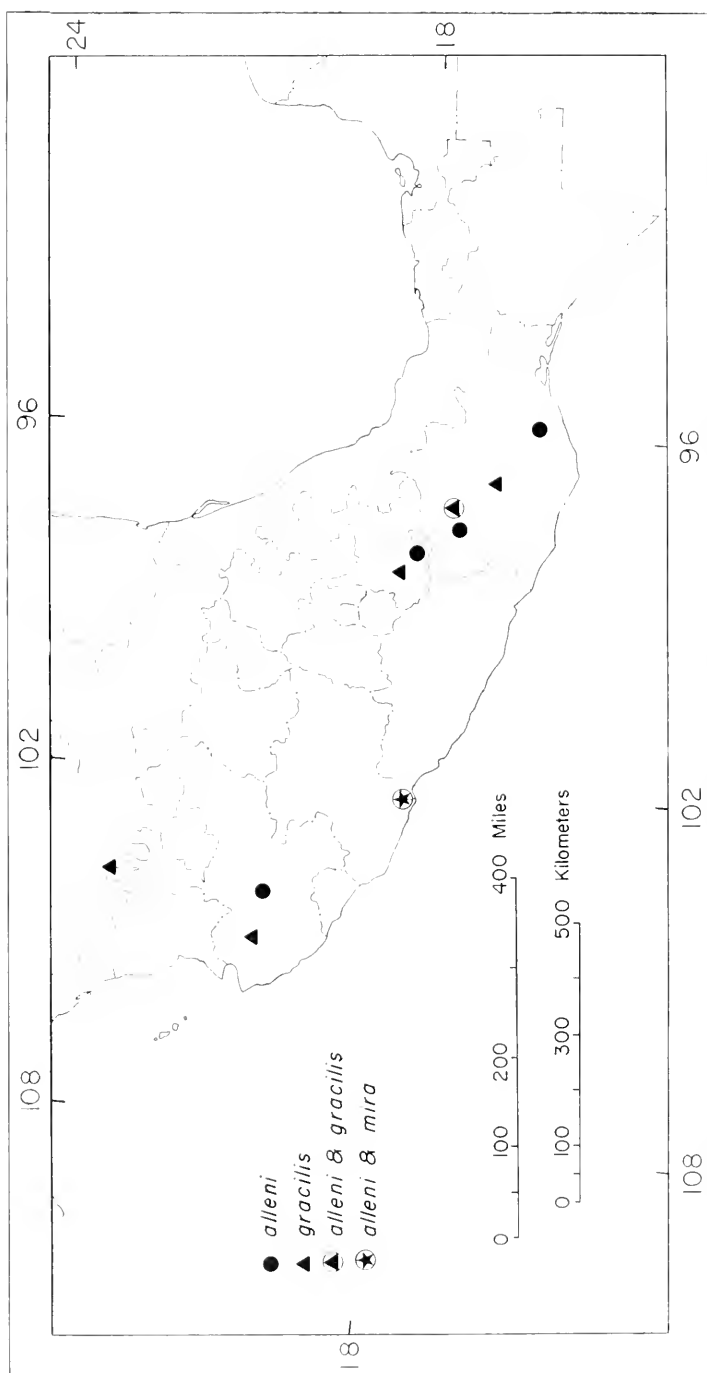 108 102 96
24
18
18
alleni
gracilis
alleni & gracilis
alleni & mira
0 100 200 400 Miles
0 100 300 500 Kilometers
108 102 96